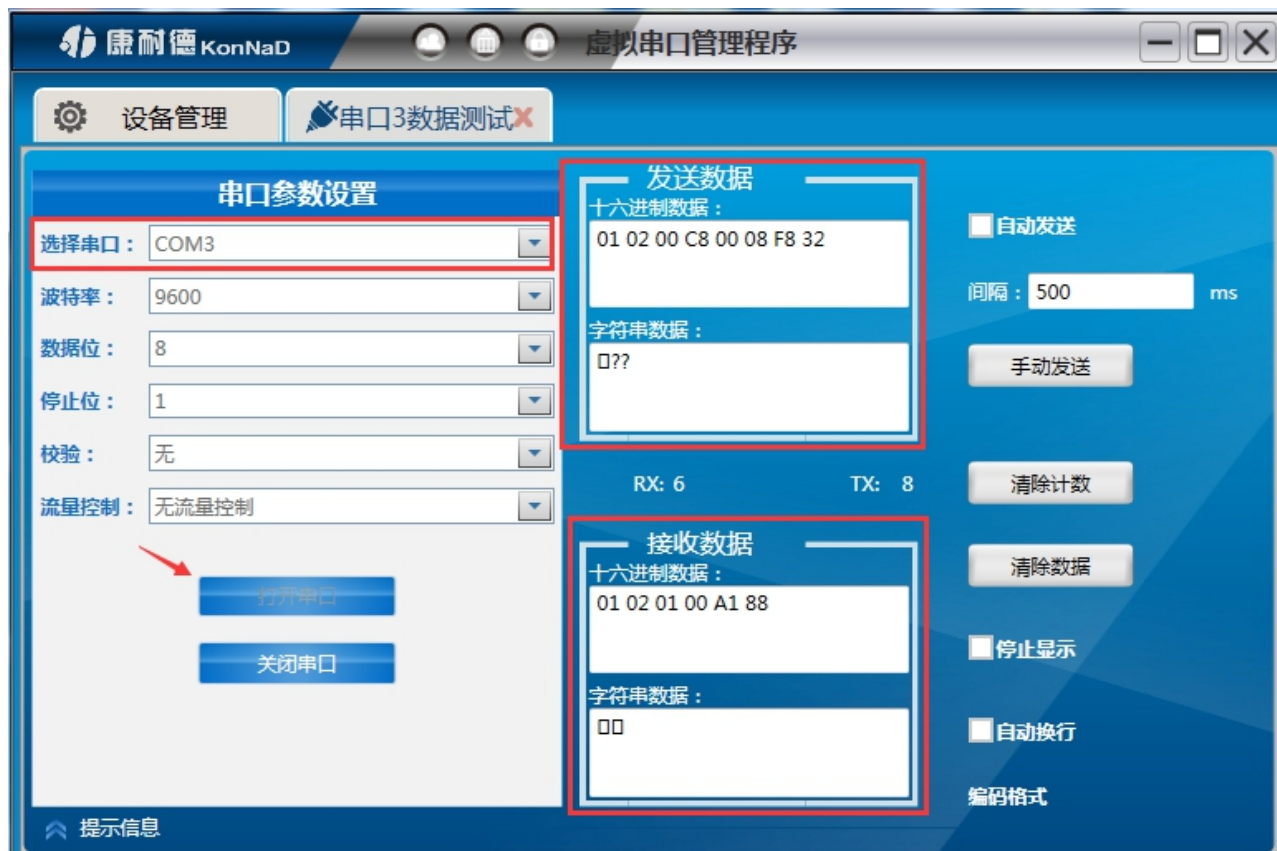 康耐德KonNaD
虚拟串口管理程序
设备管理
串口3数据测试
串口参数设置
选择串口：
COM3
波特率：
9600
数据位：
8
停止位：
1
校验：
无
流量控制：
无流量控制
打开串口
关闭串口
发送数据
十六进制数据：
01 02 00 C8 00 08 F8 32
字符串数据：
▯??
RX: 6
TX: 8
接收数据
十六进制数据：
01 02 01 00 A1 88
字符串数据：
▯▯
自动发送
间隔：
500
ms
手动发送
清除计数
清除数据
停止显示
自动换行
编码格式
提示信息